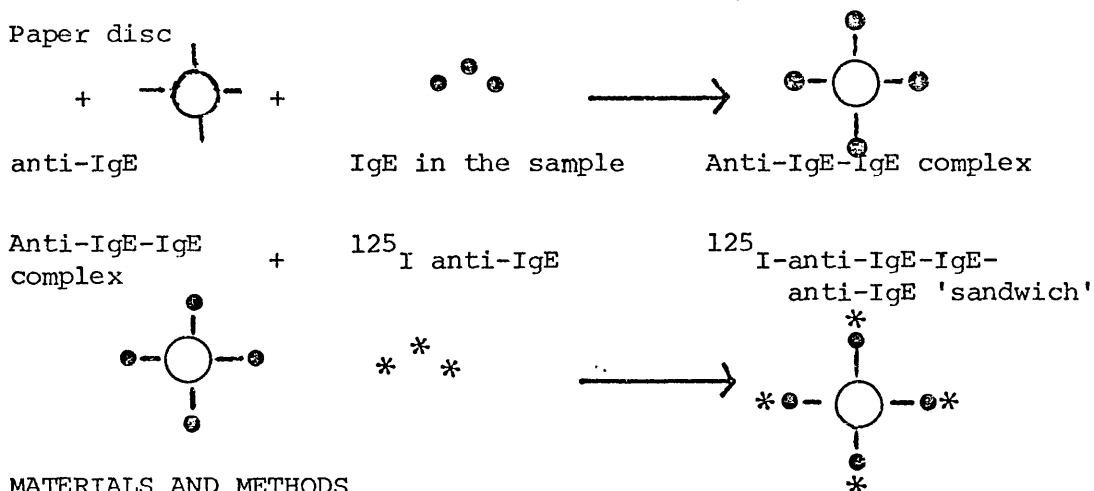 Paper disc
+ +
anti-IgE IgE in the sample Anti-IgE-IgE complex
Anti-IgE-IgE complex + 125I anti-IgE 125I-anti-IgE-IgE-
anti-IgE 'sandwich'
*
* * *
* *
*
MATERIALS AND METHODS